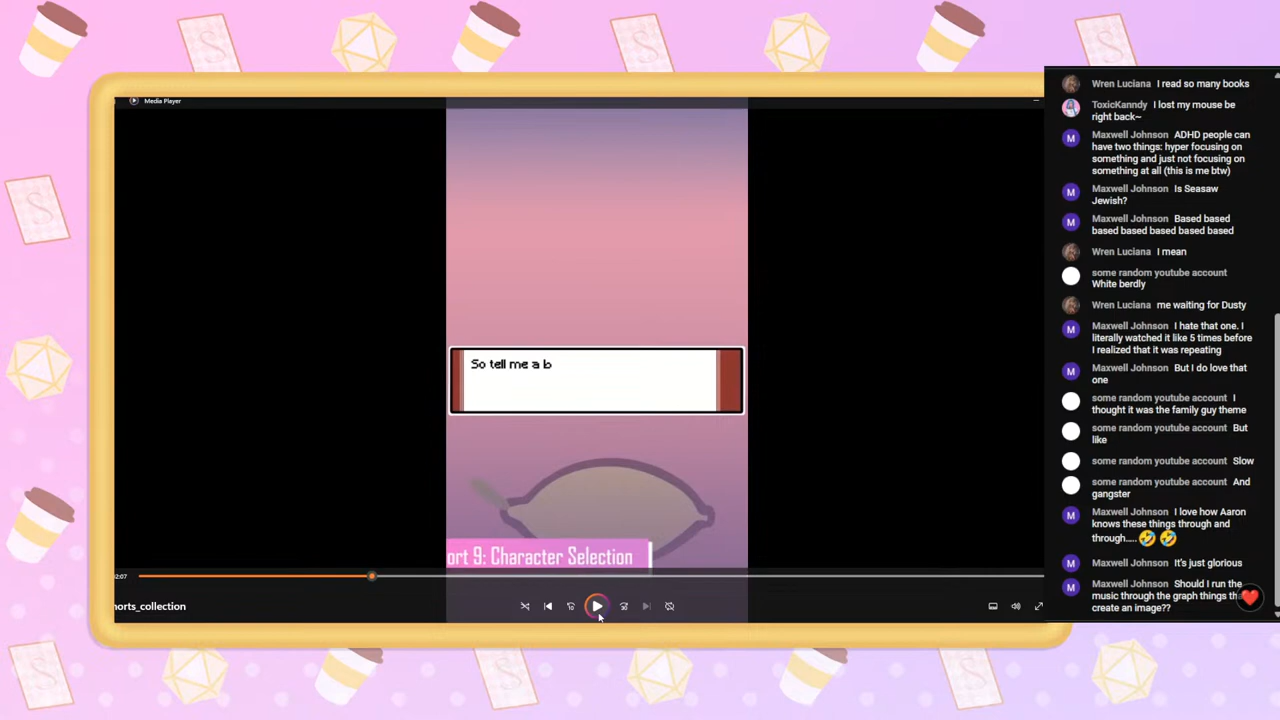 Media Player
So tell me a b
ort 9: Character Selection
2:07
horts_collection
Wren Luciana I read so many books
ToxicKanndy I lost my mouse be
right back~
Maxwell Johnson ADHD people can
have two things: hyper focusing on
something and just not focusing on
something at all (this is me btw)
Maxwell Johnson Is Seasaw
Jewish?
Maxwell Johnson Based based
based based based based based
Wren Luciana I mean
some random youtube account
White berdly
Wren Luciana me waiting for Dusty
Maxwell Johnson I hate that one. I
literally watched it like 5 times before
I realized that it was repeating
Maxwell Johnson But I do love that
one
some random youtube account I
thought it was the family guy theme
some random youtube account But
like
some random youtube account Slow
some random youtube account And
gangster
Maxwell Johnson I love how Aaron
knows these things through and
through..... 🤣 🤣
Maxwell Johnson It's just glorious
Maxwell Johnson Should I run the
music through the graph things th
create an image??